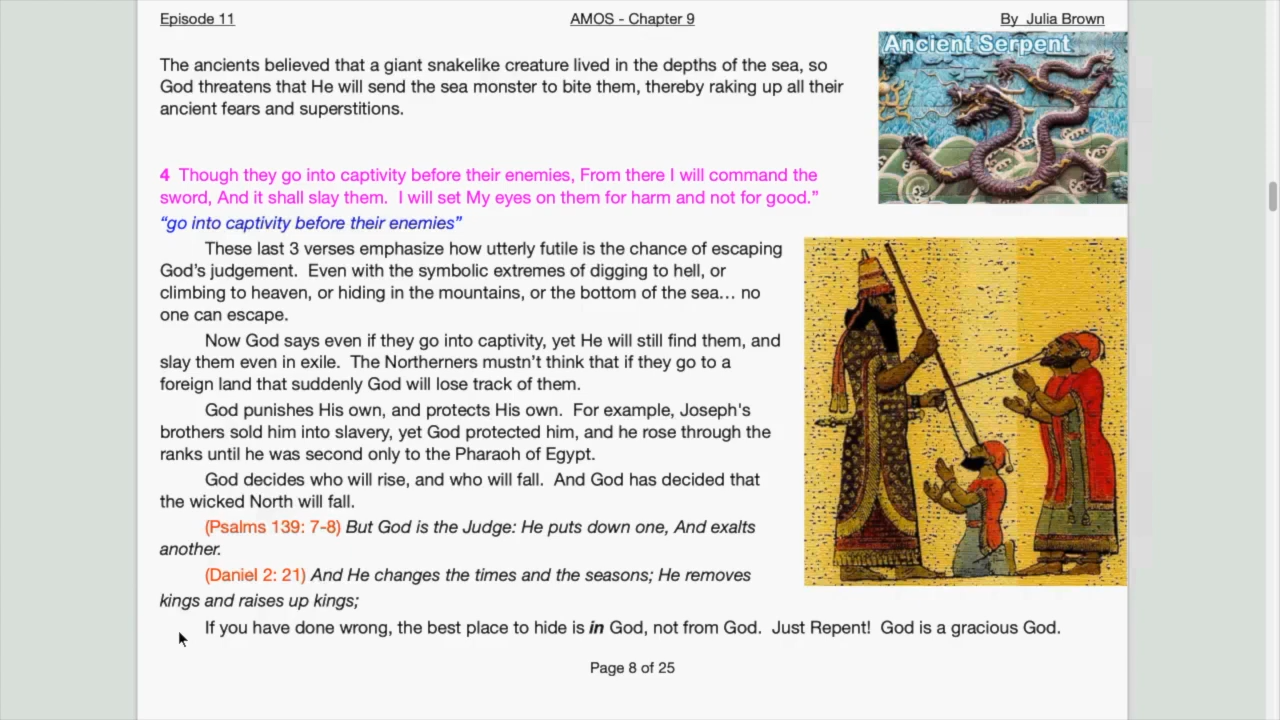 Episode 11
AMOS - Chapter 9
By Julia Brown
Ancient Serpent
The ancients believed that a giant snakelike creature lived in the depths of the sea, so
God threatens that He will send the sea monster to bite them, thereby raking up all their
ancient fears and superstitions.
4 Though they go into captivity before their enemies, From there I will command the
sword, And it shall slay them. I will set My eyes on them for harm and not for good.”
“go into captivity before their enemies”
These last 3 verses emphasize how utterly futile is the chance of escaping
God’s judgement. Even with the symbolic extremes of digging to hell, or
climbing to heaven, or hiding in the mountains, or the bottom of the sea… no
one can escape.
Now God says even if they go into captivity, yet He will still find them, and
slay them even in exile. The Northerners mustn’t think that if they go to a
foreign land that suddenly God will lose track of them.
God punishes His own, and protects His own. For example, Joseph's
brothers sold him into slavery, yet God protected him, and he rose through the
ranks until he was second only to the Pharaoh of Egypt.
God decides who will rise, and who will fall. And God has decided that
the wicked North will fall.
(Psalms 139: 7-8) But God is the Judge: He puts down one, And exalts
another.
(Daniel 2: 21) And He changes the times and the seasons; He removes
kings and raises up kings;
If you have done wrong, the best place to hide is in God, not from God. Just Repent! God is a gracious God.
Page 8 of 25